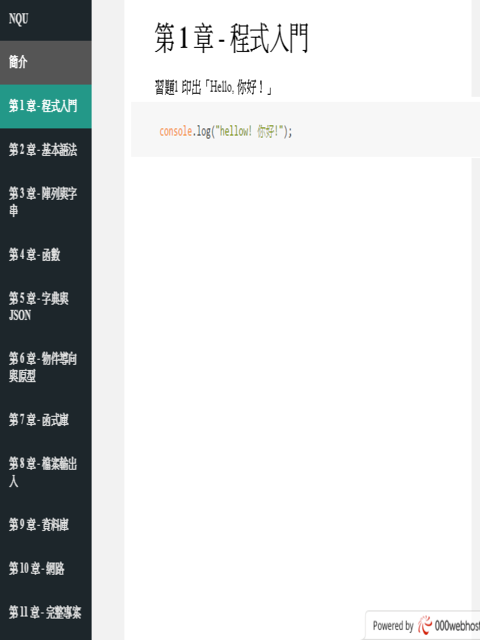 NQU
簡介
第 1 章 - 程式入門
第 2 章 - 基本語法
第 3 章 - 陣列與字
串
第 4 章 - 函數
第 5 章 - 字典與
JSON
第 6 章 - 物件導向
與原型
第 7 章 - 函式庫
第 8 章 - 檔案輸出
入
第 9 章 - 資料庫
第 10 章 - 網路
第 11 章 - 完整專案
第 1 章 - 程式入門
習題1 印出「Hello, 你好！」
console.log("hellow! 你好!");
Powered by 000webhost